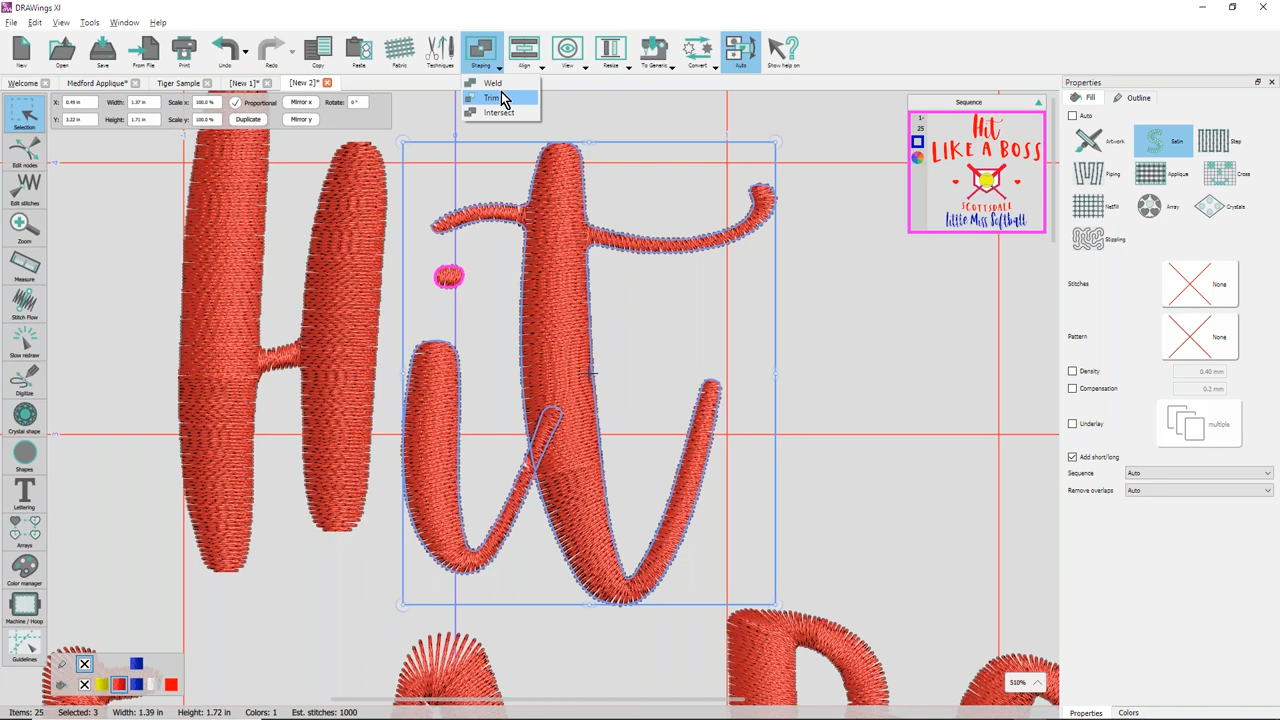 DRAWings XI
File Edit View Tools Window Help
New Open Save From File Print Undo Redo Copy Paste Fabric Techniques Shaping Align View Resize To Generic Convert Auto Show help on
Welcome Medford Applique* Tiger Sample [New 1]* [New 2]*
Weld
Trim
Intersect
X: 0.49 in Width: 1.37 in Scale x: 100.0 % Proportional Mirror x Rotate: 0 °
Y: 3.22 in Height: 1.71 in Scale y: 100.0 % Duplicate Mirror y
Selection
Edit nodes
Edit stitches
Zoom
Measure
Stitch Flow
Slow redraw
Digitize
Crystal shape
Shapes
Lettering
Arrays
Color manager
Machine / Hoop
Guidelines
Hit
Sequence
1-
25
Hit
LIKE A BOSS
SCOTTSDALE
Little Miss Softball
Properties
Fill Outline
Auto
Artwork Satin Step
Piping Applique Cross
Netfill Array Crystals
Stippling
Stitches None
Pattern None
Density 0.40 mm
Compensation 0.2 mm
Underlay multiple
Add short/long
Sequence Auto
Remove overlaps Auto
510%
Items: 25 Selected: 3 Width: 1.39 in Height: 1.72 in Colors: 1 Est. stitches: 1000
Properties Colors